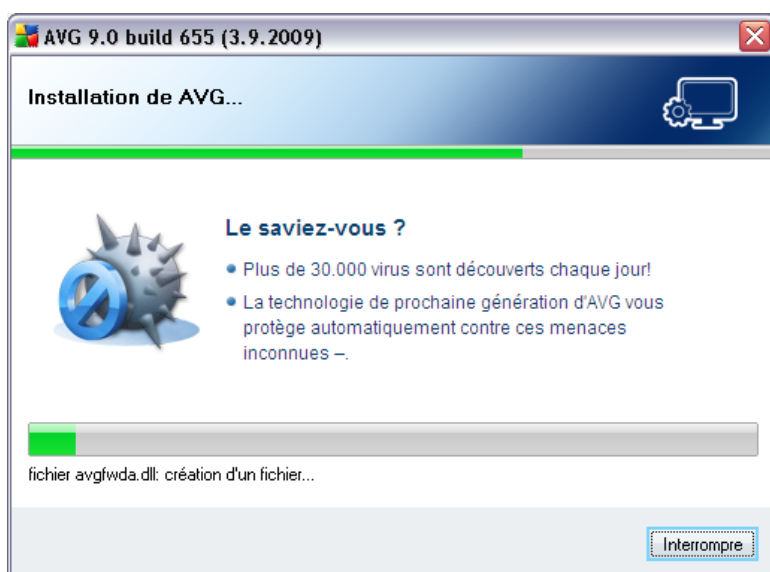 AVG 9.0 build 655 (3.9.2009)
Installation de AVG...
Le saviez-vous ?
Plus de 30.000 virus sont découverts chaque jour!
La technologie de prochaine génération d'AVG vous
protège automatiquement contre ces menaces
inconnues –.
fichier avgfwda.dll: création d'un fichier...
Interrompre